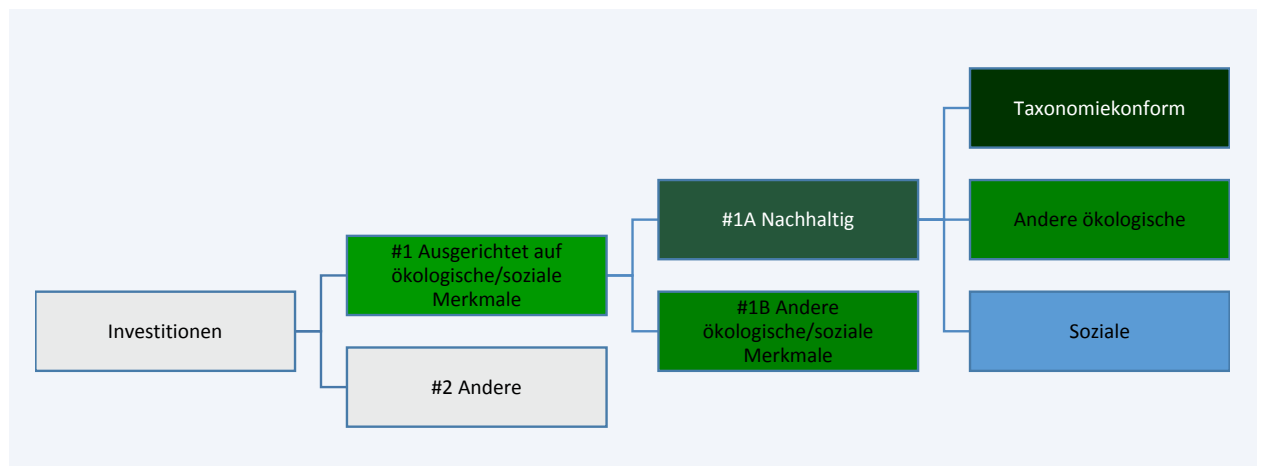 Investitionen
#1 Ausgerichtet auf
ökologische/soziale
Merkmale
#2 Andere
#1A Nachhaltig
#1B Andere
ökologische/soziale
Merkmale
Taxonomiekonform
Andere ökologische
Soziale